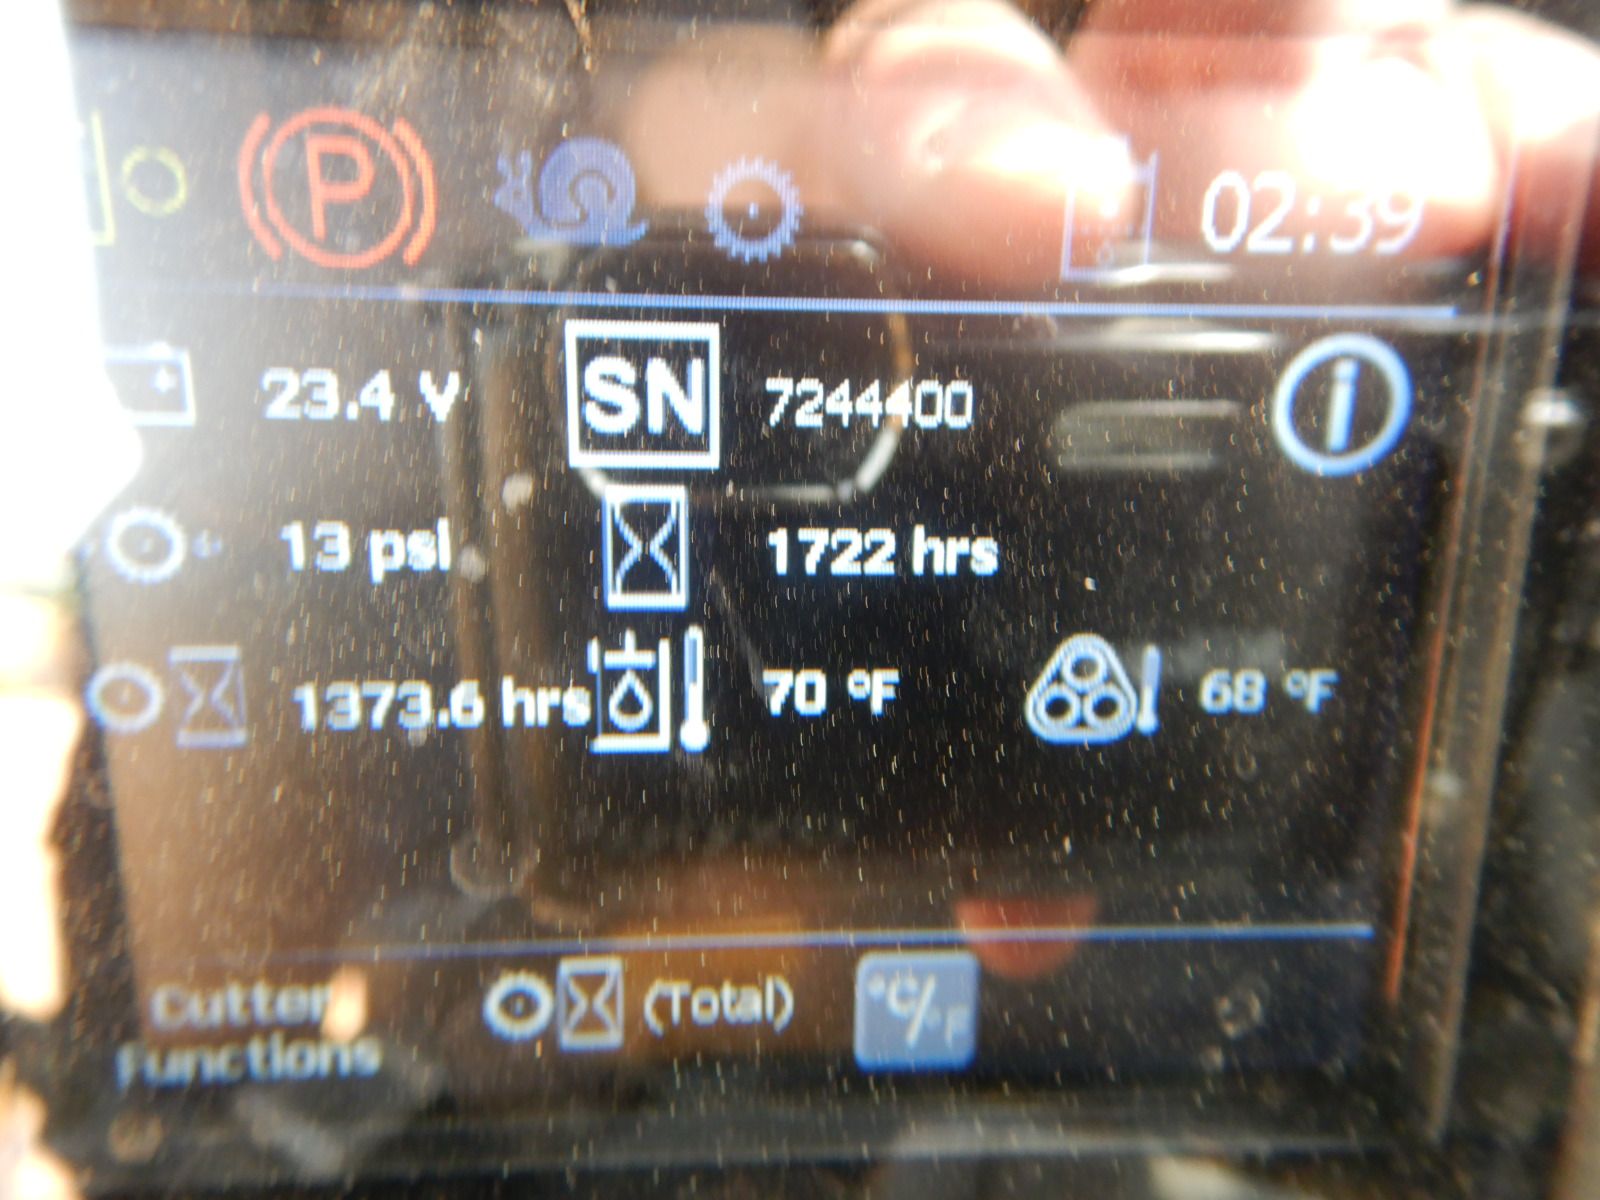 P 02:39
23.4 V SN 7244400 i
13 psi 1722 hrs
1373.6 hrs 70 °F 68 °F
Cutter (Total) °C/°F
Functions